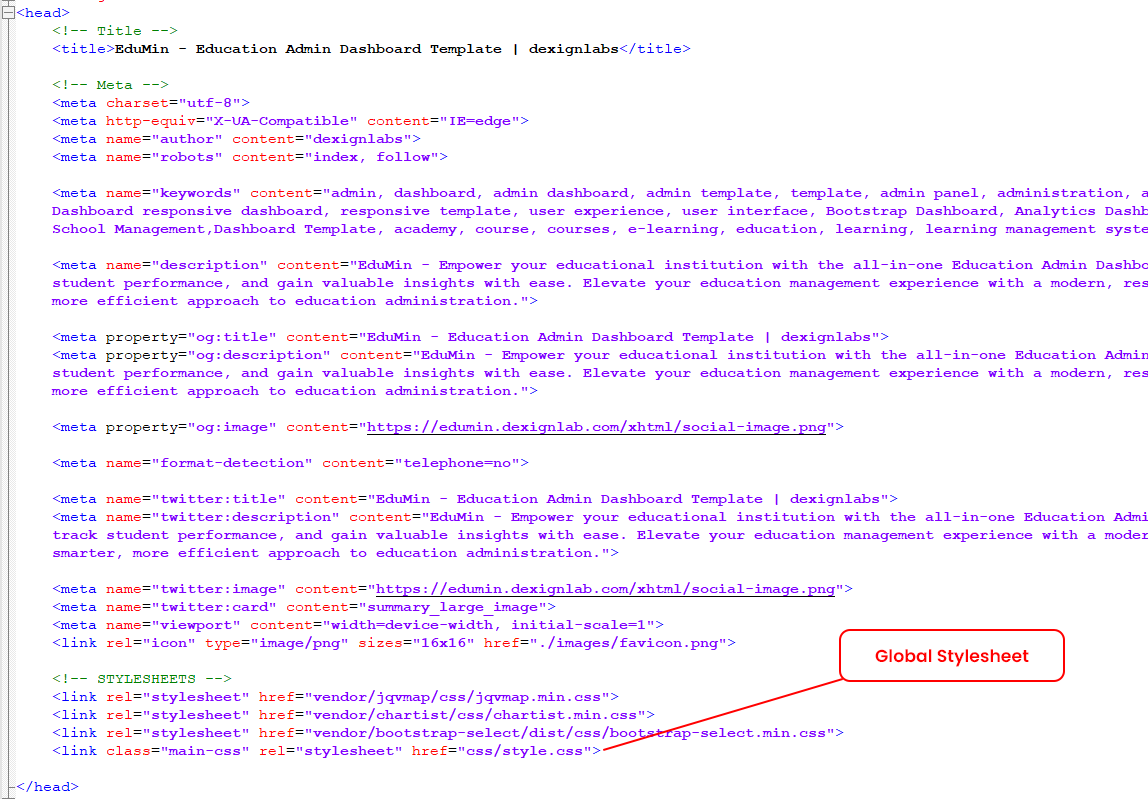 <head>
<!-- Title -->
<title>EduMin - Education Admin Dashboard Template | dexignlabs</title>
<!-- Meta -->
<meta charset="utf-8">
<meta http-equiv="X-UA-Compatible" content="IE=edge">
<meta name="author" content="dexignlabs">
<meta name="robots" content="index, follow">
<meta name="keywords" content="admin, dashboard, admin dashboard, admin template, template, admin panel, administration, a
Dashboard responsive dashboard, responsive template, user experience, user interface, Bootstrap Dashboard, Analytics Dashb
School Management,Dashboard Template, academy, course, courses, e-learning, education, learning, learning management syste
<meta name="description" content="EduMin - Empower your educational institution with the all-in-one Education Admin Dashbo
student performance, and gain valuable insights with ease. Elevate your education management experience with a modern, res
more efficient approach to education administration.">
<meta property="og:title" content="EduMin - Education Admin Dashboard Template | dexignlabs">
<meta property="og:description" content="EduMin - Empower your educational institution with the all-in-one Education Admin
student performance, and gain valuable insights with ease. Elevate your education management experience with a modern, res
more efficient approach to education administration.">
<meta property="og:image" content="https://edumin.dexignlab.com/xhtml/social-image.png">
<meta name="format-detection" content="telephone=no">
<meta name="twitter:title" content="EduMin - Education Admin Dashboard Template | dexignlabs">
<meta name="twitter:description" content="EduMin - Empower your educational institution with the all-in-one Education Admi
track student performance, and gain valuable insights with ease. Elevate your education management experience with a moder
smarter, more efficient approach to education administration.">
<meta name="twitter:image" content="https://edumin.dexignlab.com/xhtml/social-image.png">
<meta name="twitter:card" content="summary_large_image">
<meta name="viewport" content="width=device-width, initial-scale=1">
<link rel="icon" type="image/png" sizes="16x16" href="./images/favicon.png">
Global Stylesheet
<!-- STYLESHEETS -->
<link rel="stylesheet" href="vendor/jqvmap/css/jqvmap.min.css">
<link rel="stylesheet" href="vendor/chartist/css/chartist.min.css">
<link rel="stylesheet" href="vendor/bootstrap-select/dist/css/bootstrap-select.min.css">
<link class="main-css" rel="stylesheet" href="css/style.css">
</head>